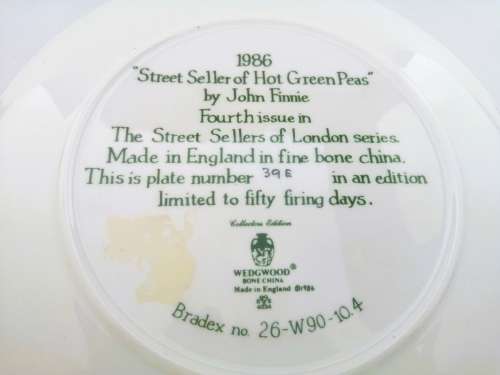 1986
"Street Seller of Hot Green Peas"
by John Finnie
Fourth issue in
The Street Sellers of London series.
Made in England in fine bone china.
This is plate number 39E in an edition
limited to fifty firing days.
Collectors Edition
WEDGWOOD®
BONE CHINA
Made in England
Bradex no. 26-W90-10.4